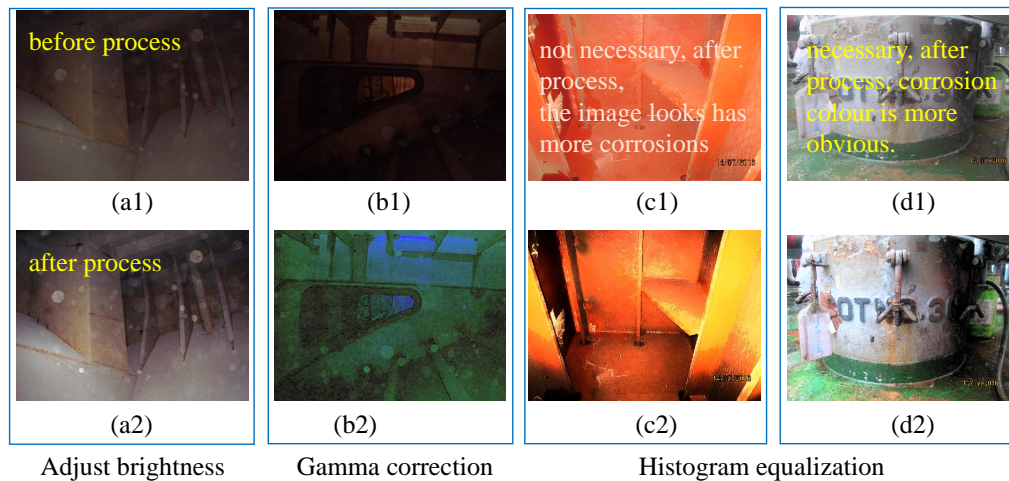 before process
not necessary, after
process,
the image looks has
more corrosions
necessary, after
process, corrosion
colour is more
obvious.
(a1)
(b1)
(c1)
(d1)
after process
(a2)
(b2)
(c2)
(d2)
Adjust brightness
Gamma correction
Histogram equalization